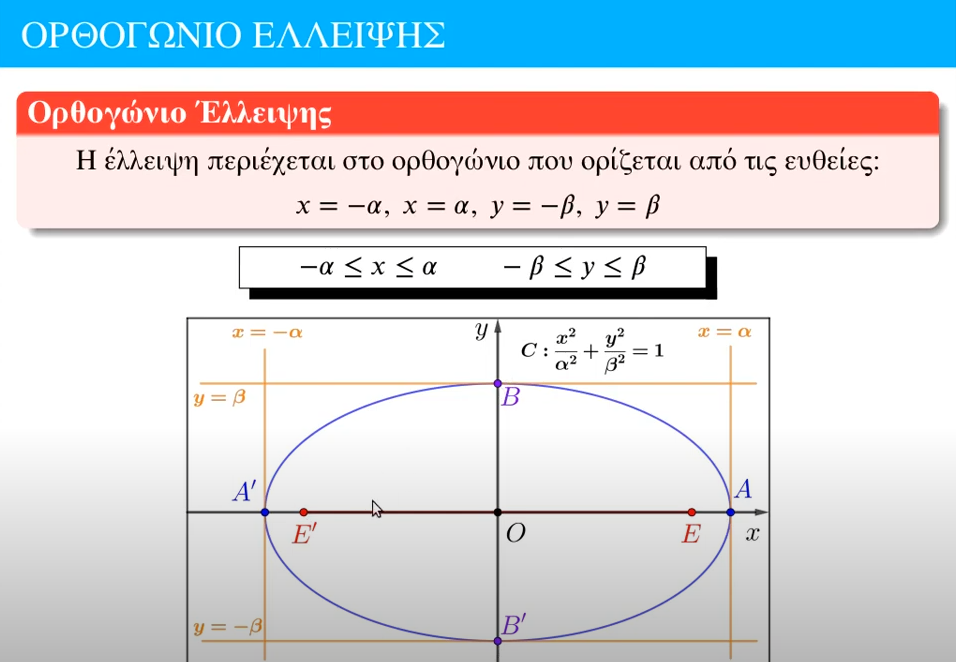 ΟΡΘΟΓΩΝΙΟ ΕΛΛΕΙΨΗΣ
Ορθογώνιο Έλλειψης
Η έλλειψη περιέχεται στο ορθογώνιο που ορίζεται από τις ευθείες:
x = −α, x = α, y = −β, y = β
−α ≤ x ≤ α − β ≤ y ≤ β
x = −α
y
C : x²/α² + y²/β² = 1
x = α
y = β
B
A′
A
E′
O
E
x
y = −β
B′